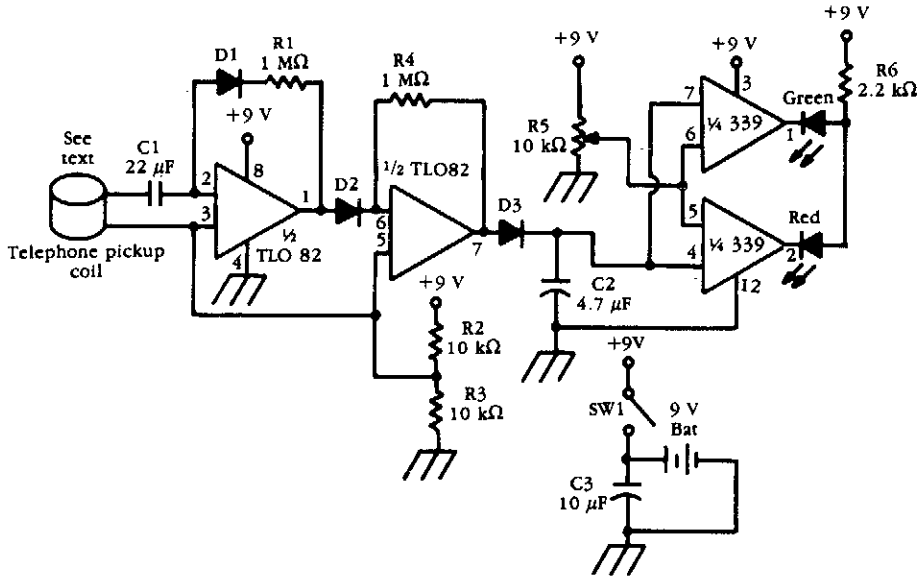 D1
R1
1 MΩ
+9 V
See
text
C1
22 µF
2
3
8
1
4
½
TLO 82
Telephone pickup
coil
D2
R4
1 MΩ
1/2 TLO82
6
5
7
D3
+9 V
R2
10 kΩ
R3
10 kΩ
C2
4.7 µF
+9 V
R5
10 kΩ
+9 V
3
7
6
¼ 339
1
Green
+9 V
R6
2.2 kΩ
5
4
¼ 339
2
12
Red
+9V
SW1
9 V
Bat
C3
10 µF